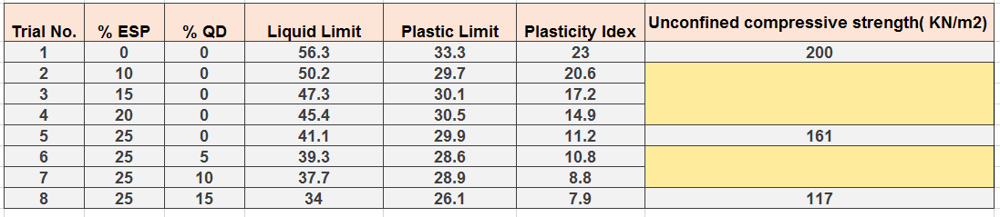 Trial No. % ESP % QD Liquid Limit Plastic Limit Plasticity Idex Unconfined compressive strength( KN/m2)
1 0 0 56.3 33.3 23 200
2 10 0 50.2 29.7 20.6
3 15 0 47.3 30.1 17.2
4 20 0 45.4 30.5 14.9
5 25 0 41.1 29.9 11.2 161
6 25 5 39.3 28.6 10.8
7 25 10 37.7 28.9 8.8
8 25 15 34 26.1 7.9 117